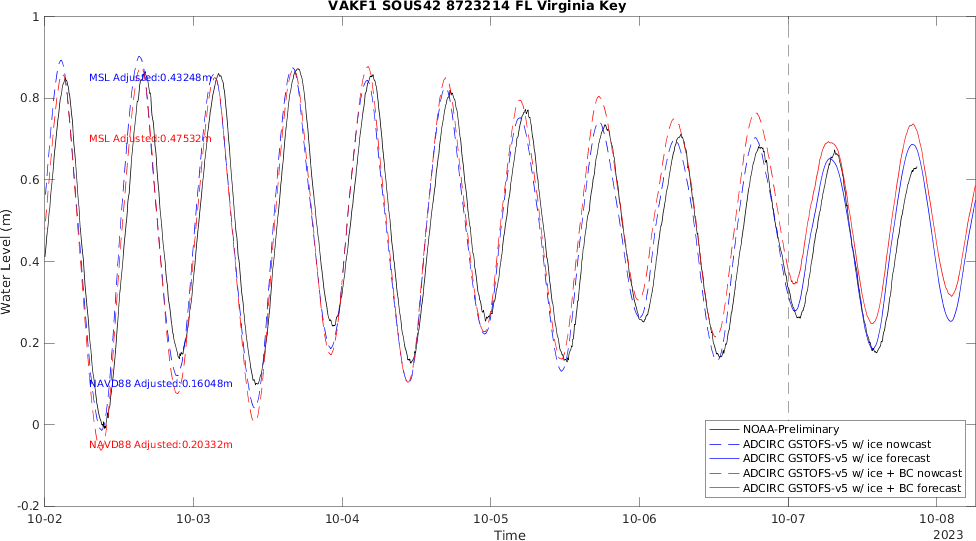 VAKF1 SOUS42 8723214 FL Virginia Key
1
0.8
0.6
0.4
0.2
0
-0.2
Water Level (m)
MSL Adjusted:0.43248m
MSL Adjusted:0.47532m
NAVD88 Adjusted:0.16048m
NAVD88 Adjusted:0.20332m
NOAA-Preliminary
ADCIRC GSTOFS-v5 w/ ice nowcast
ADCIRC GSTOFS-v5 w/ ice forecast
ADCIRC GSTOFS-v5 w/ ice + BC nowcast
ADCIRC GSTOFS-v5 w/ ice + BC forecast
10-02 10-03 10-04 10-05 10-06 10-07 10-08
Time
2023